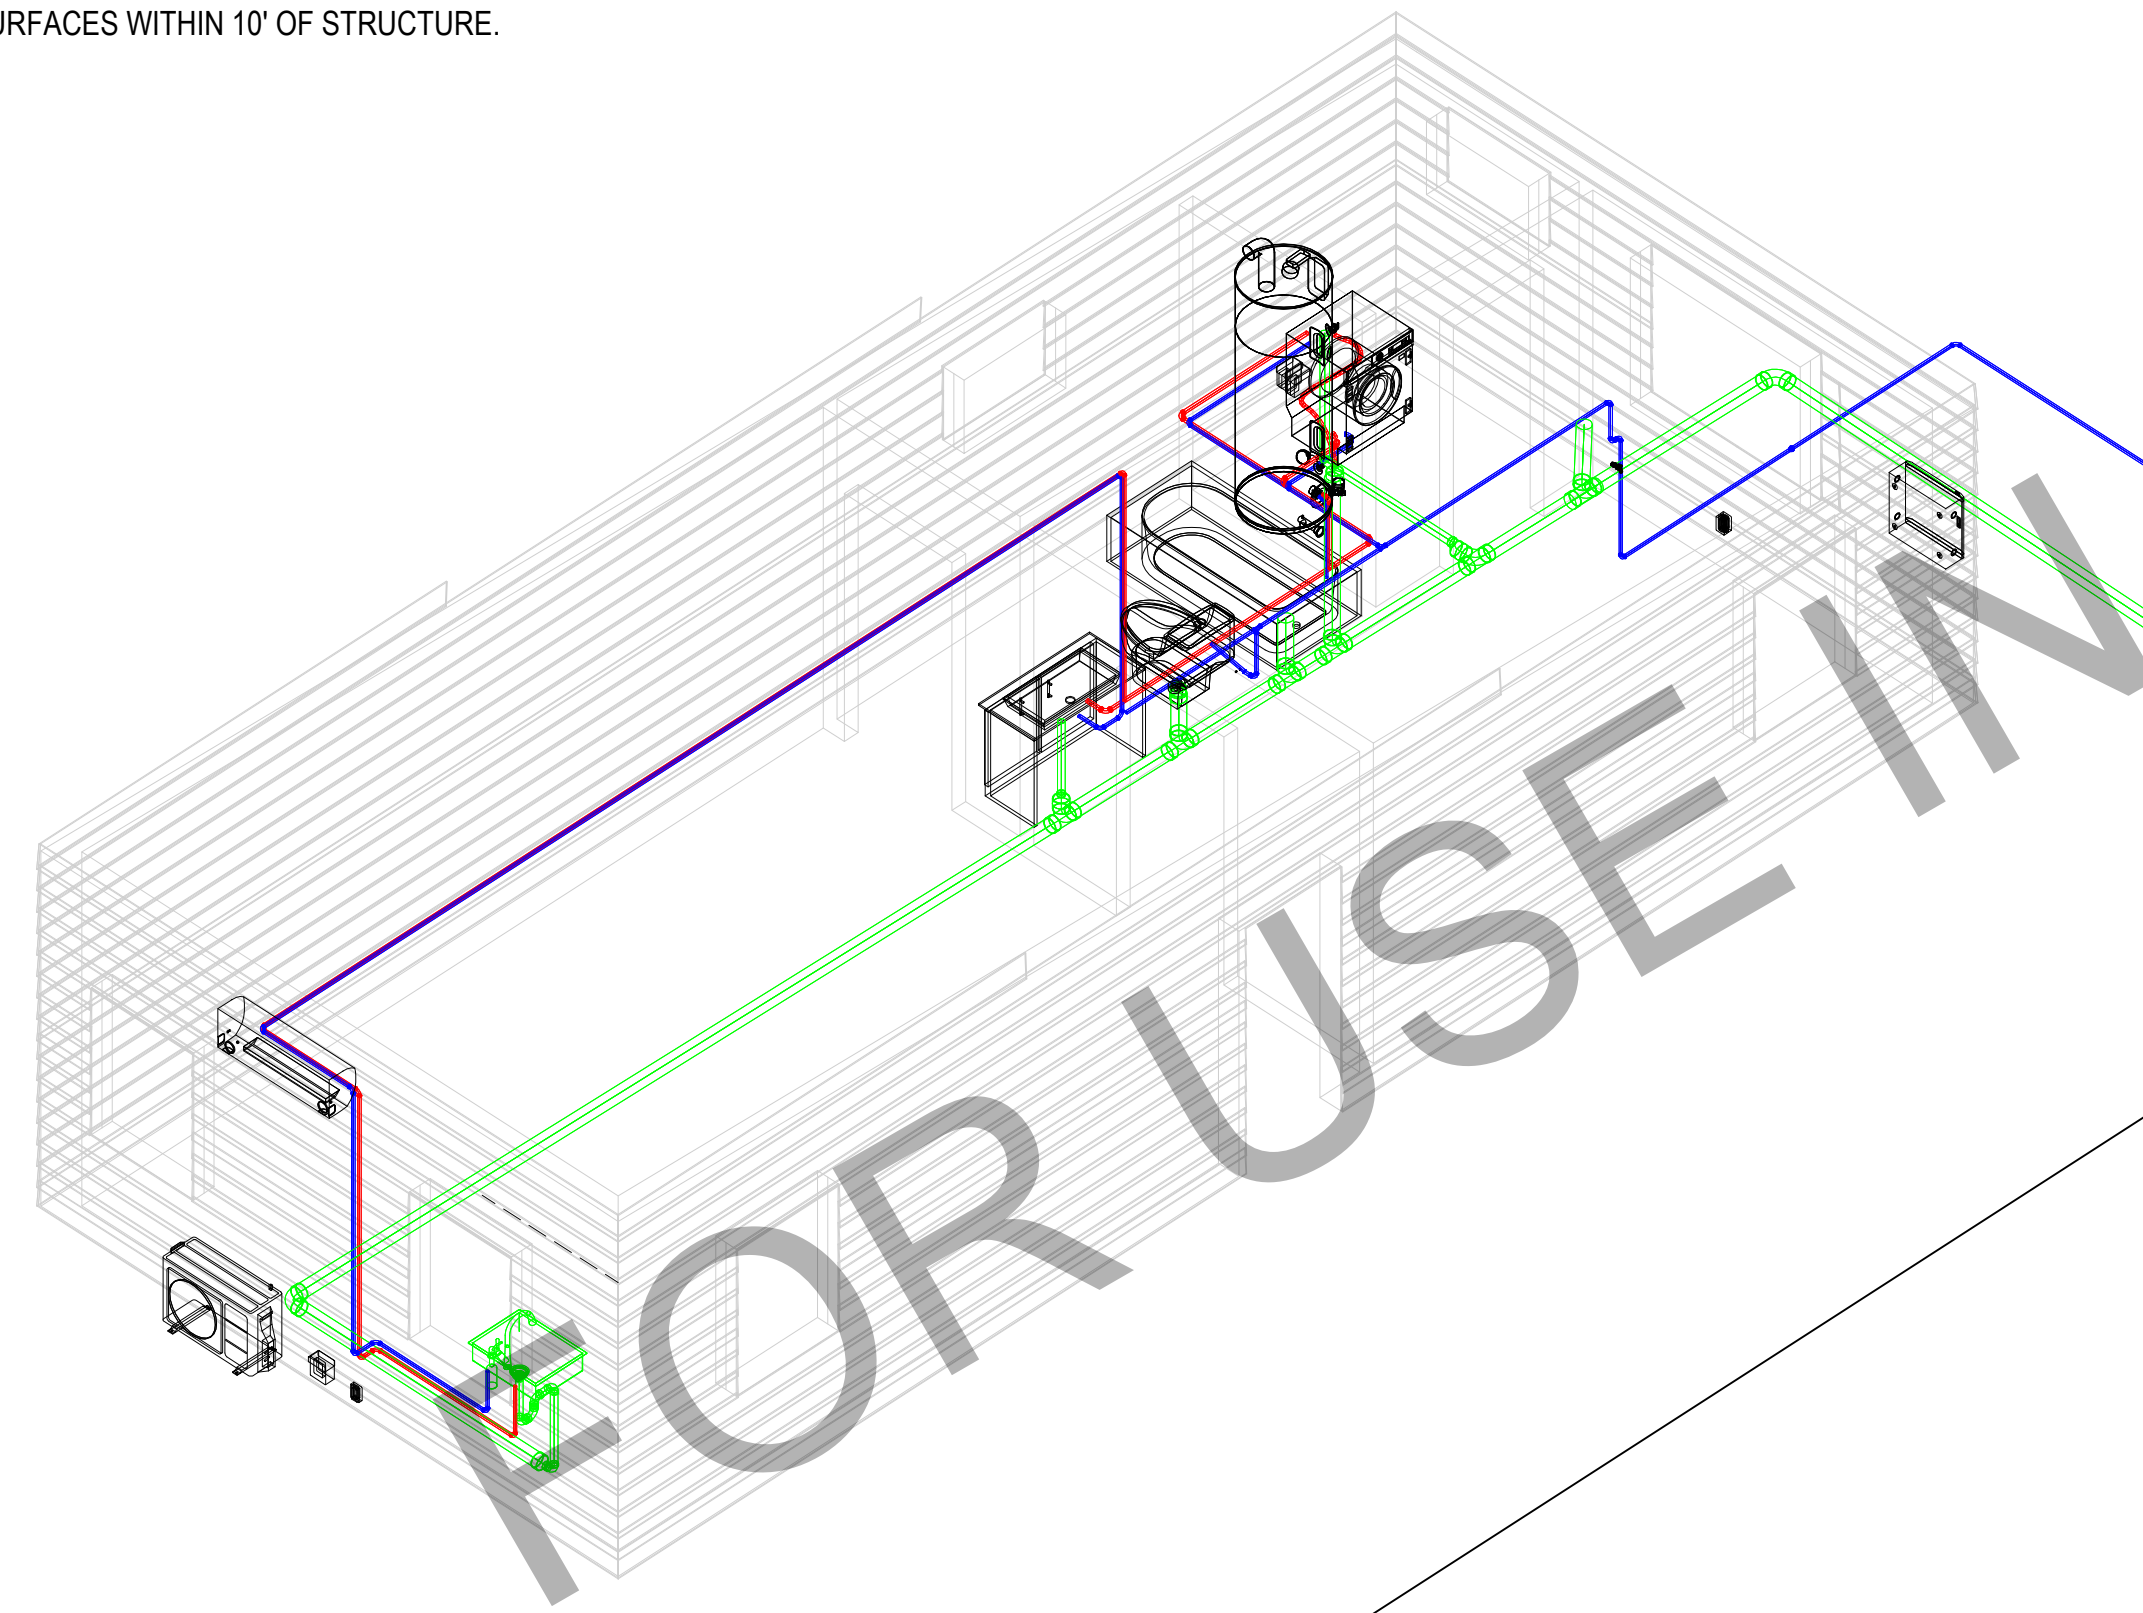 URFACES WITHIN 10' OF STRUCTURE.
FOR USE IN